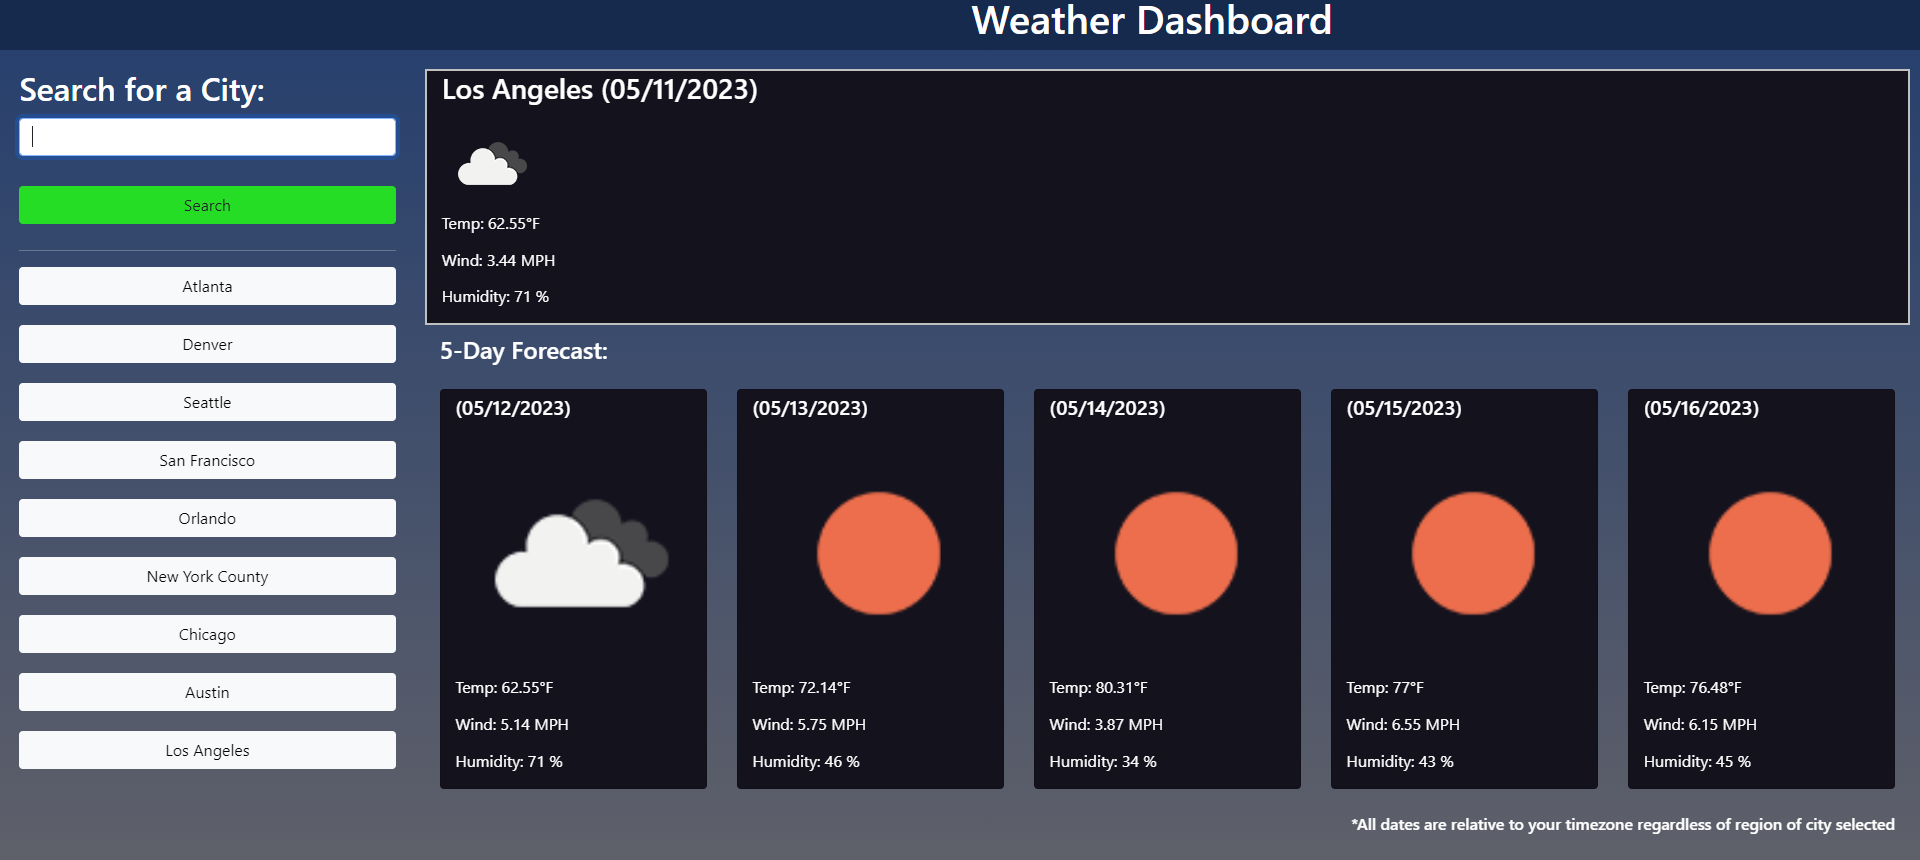 Weather Dashboard
Search for a City:
Search
Atlanta
Denver
Seattle
San Francisco
Orlando
New York County
Chicago
Austin
Los Angeles
Los Angeles (05/11/2023)
Temp: 62.55°F
Wind: 3.44 MPH
Humidity: 71 %
5-Day Forecast:
(05/12/2023)
Temp: 62.55°F
Wind: 5.14 MPH
Humidity: 71 %
(05/13/2023)
Temp: 72.14°F
Wind: 5.75 MPH
Humidity: 46 %
(05/14/2023)
Temp: 80.31°F
Wind: 3.87 MPH
Humidity: 34 %
(05/15/2023)
Temp: 77°F
Wind: 6.55 MPH
Humidity: 43 %
(05/16/2023)
Temp: 76.48°F
Wind: 6.15 MPH
Humidity: 45 %
*All dates are relative to your timezone regardless of region of city selected